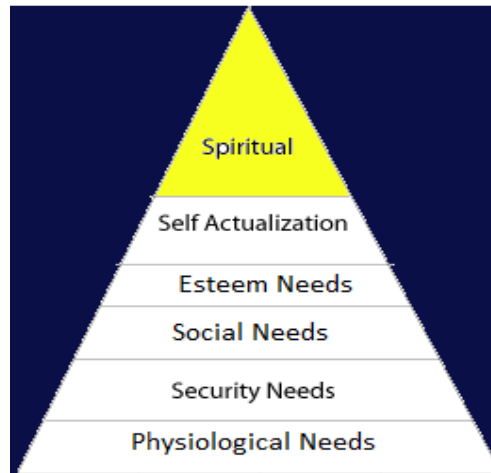 Spiritual
Self Actualization
Esteem Needs
Social Needs
Security Needs
Physiological Needs